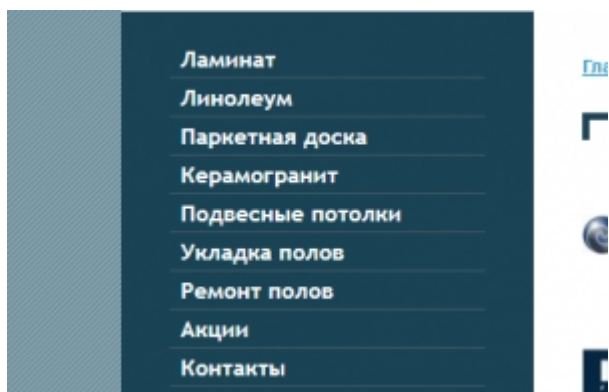 Ламинат
Линолеум
Паркетная доска
Керамогранит
Подвесные потолки
Укладка полов
Ремонт полов
Акции
Контакты